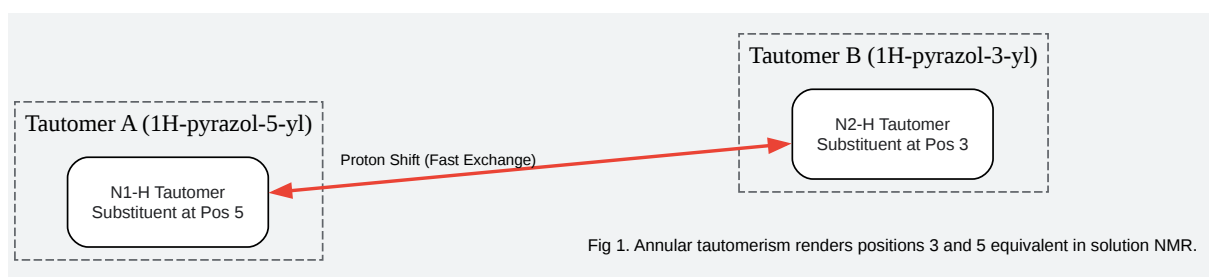 Tautomer A (1H-pyrazol-5-yl)
N1-H Tautomer
Substituent at Pos 5
Proton Shift (Fast Exchange)
Tautomer B (1H-pyrazol-3-yl)
N2-H Tautomer
Substituent at Pos 3
Fig 1. Annular tautomerism renders positions 3 and 5 equivalent in solution NMR.